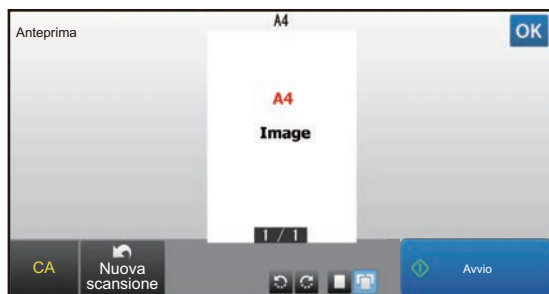 Anteprima
A4
OK
A4
Image
1 / 1
CA
Nuova
scansione
Avvio